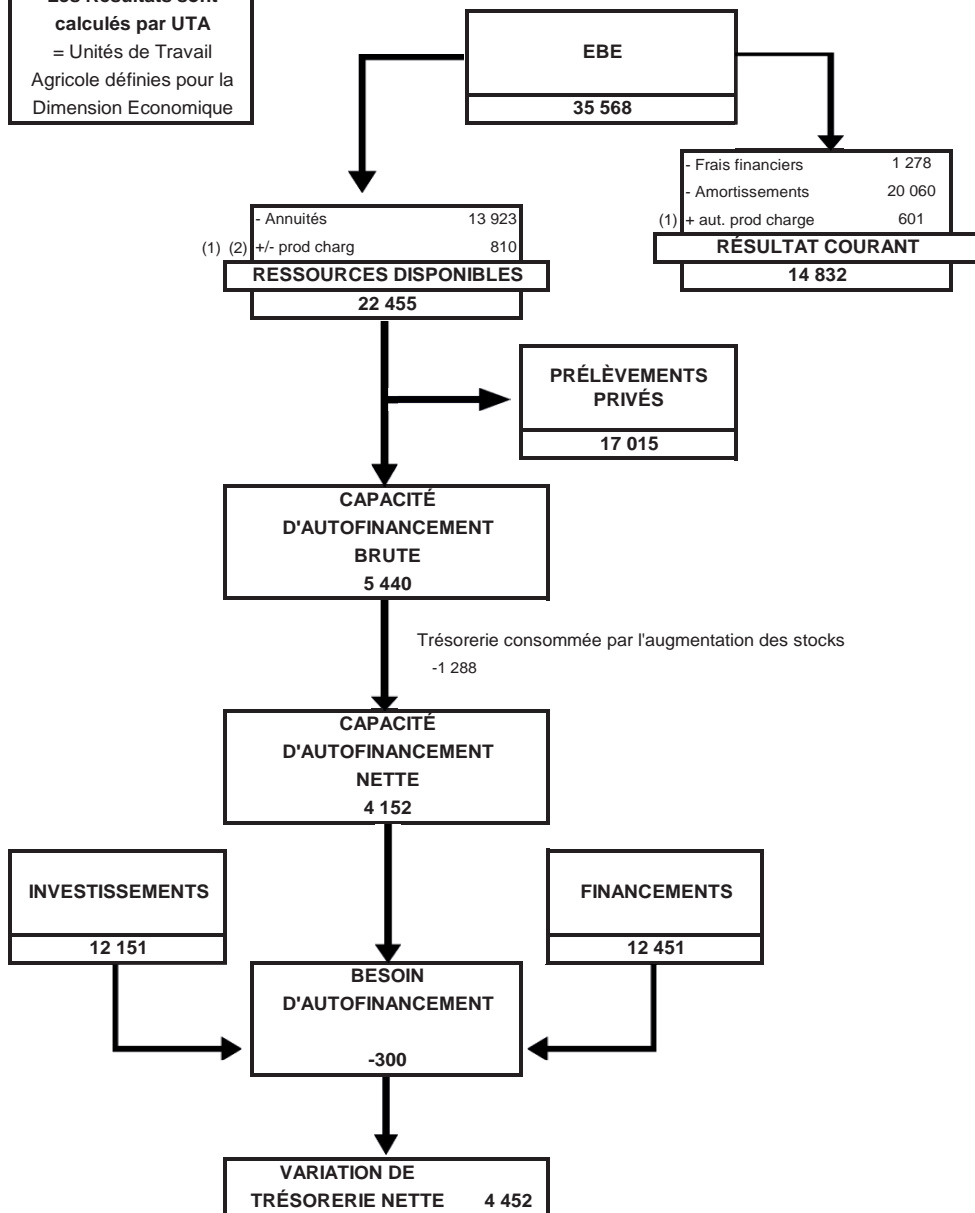 Les Résultats sont
calculés par UTA
= Unités de Travail
Agricole définies pour la
Dimension Economique
EBE
35 568
- Frais financiers 1 278
- Amortissements 20 060
(1) + aut. prod charge 601
RÉSULTAT COURANT
14 832
- Annuités 13 923
(1) (2) +/- prod charg 810
RESSOURCES DISPONIBLES
22 455
PRÉLÈVEMENTS
PRIVÉS
17 015
CAPACITÉ
D'AUTOFINANCEMENT
BRUTE
5 440
Trésorerie consommée par l'augmentation des stocks
-1 288
CAPACITÉ
D'AUTOFINANCEMENT
NETTE
4 152
INVESTISSEMENTS
12 151
FINANCEMENTS
12 451
BESOIN
D'AUTOFINANCEMENT
-300
VARIATION DE
TRÉSORERIE NETTE 4 452